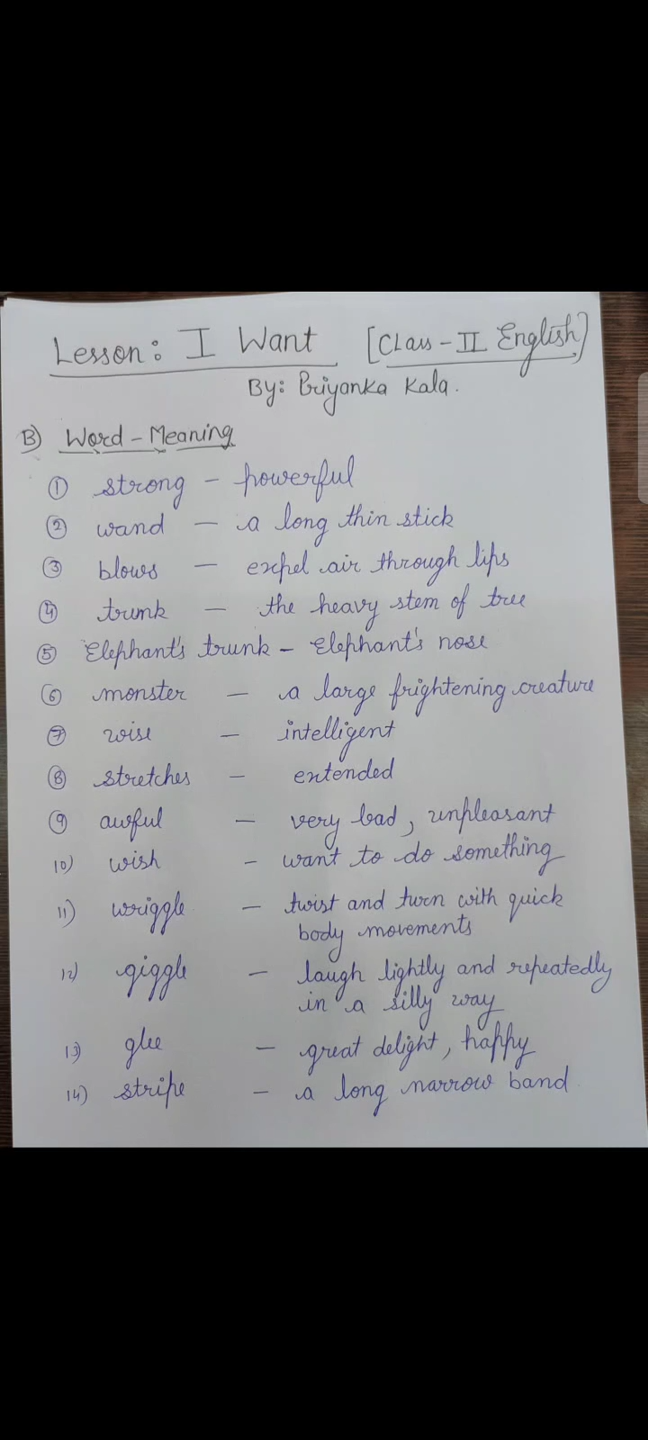 Lesson: I Want [Class-II English]
By: Priyanka Kala.
B) Word-Meaning
① strong - powerful
② wand - a long thin stick
③ blows - expel air through lips
④ trunk - the heavy stem of tree
⑤ Elephant's trunk - Elephant's nose
⑥ monster - a large frightening creature
⑦ wise - intelligent
⑧ stretches - extended
⑨ awful - very bad, unpleasant
10) wish - want to do something
11) wriggle - twist and turn with quick
body movements
12) giggle - laugh lightly and repeatedly
in a silly way
13) glee - great delight, happy
14) stripe - a long narrow band